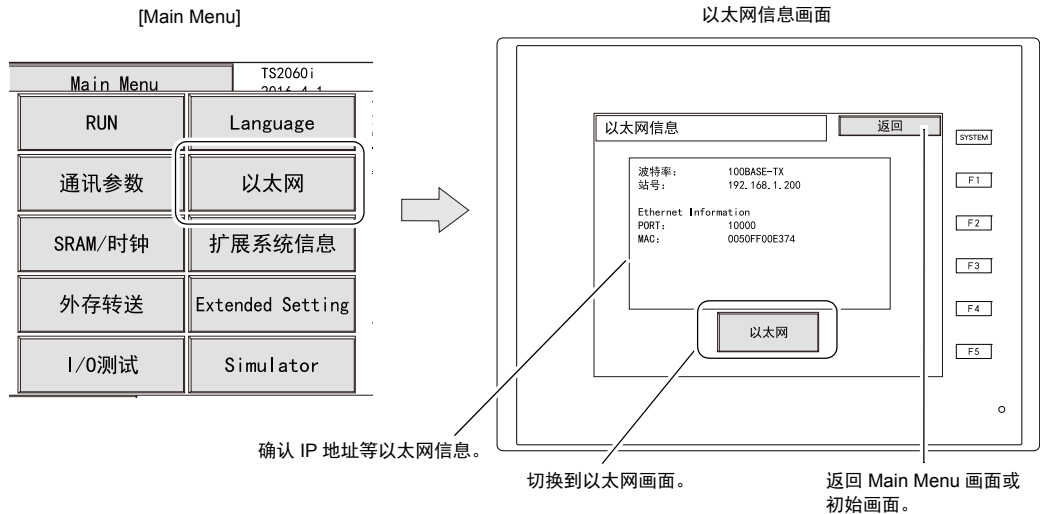 [Main Menu]
Main Menu
TS2060i
2016 4 1
RUN
Language
通讯参数
以太网
SRAM/时钟
扩展系统信息
外存转送
Extended Setting
I/O测试
Simulator
以太网信息画面
以太网信息
返回
波特率: 100BASE-TX
站号: 192.168.1.200
Ethernet Information
PORT: 10000
MAC: 0050FF00E374
以太网
SYSTEM
F1
F2
F3
F4
F5
确认 IP 地址等以太网信息。
切换到以太网画面。
返回 Main Menu 画面或
初始画面。